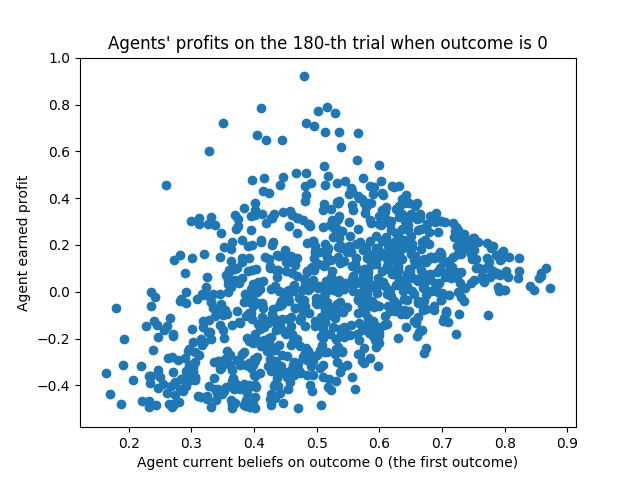 Agents' profits on the 180-th trial when outcome is 0
1.0
0.8
0.6
0.4
0.2
0.0
−0.2
−0.4
Agent earned profit
0.2 0.3 0.4 0.5 0.6 0.7 0.8 0.9
Agent current beliefs on outcome 0 (the first outcome)